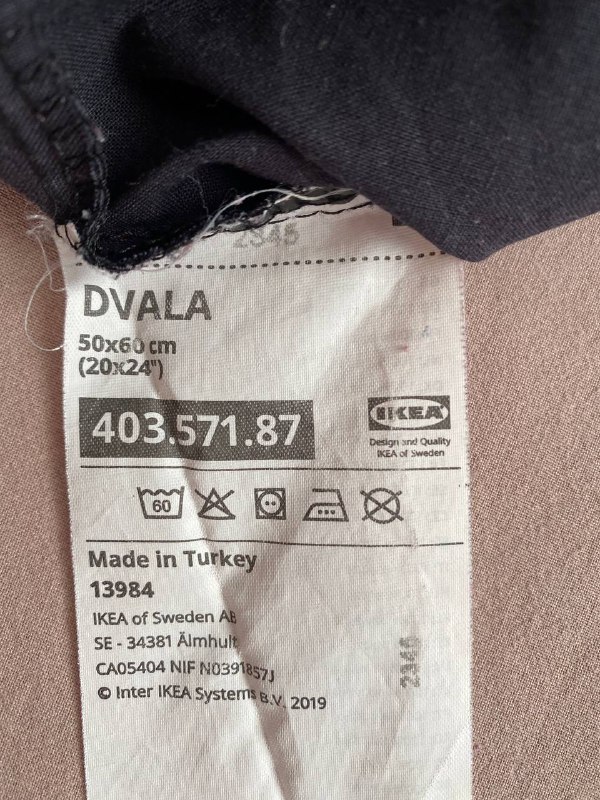 2345
DVALA
50x60 cm
(20x24")
403.571.87
IKEA
Design and Quality
IKEA of Sweden
60
Made in Turkey
13984
IKEA of Sweden AB
SE - 34381 Älmhult
CA05404 NIF N0391857J
© Inter IKEA Systems B.V. 2019
2345